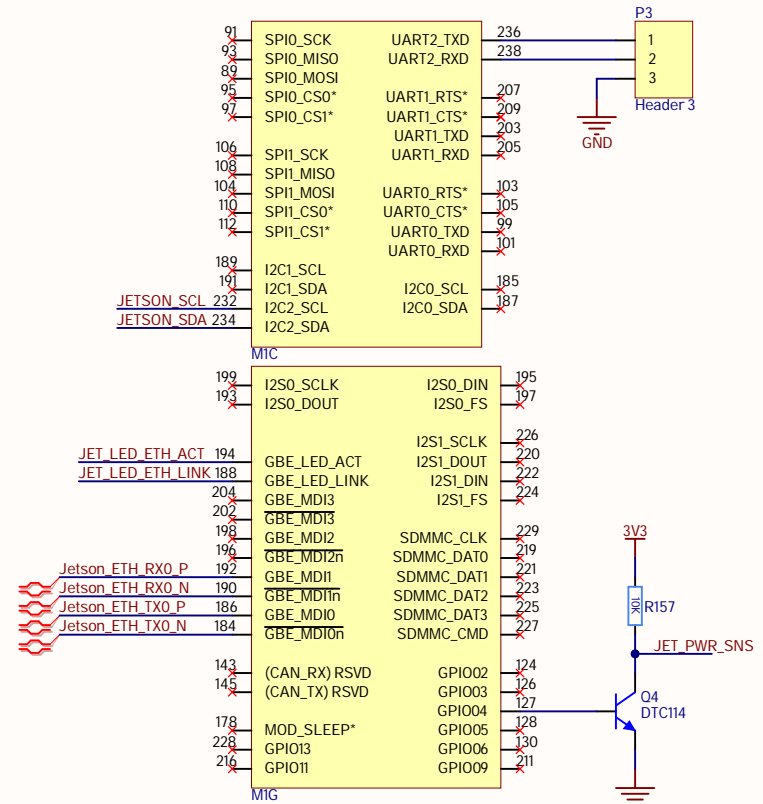 P3
91 SPI0_SCK UART2_TXD 236 1
93 SPI0_MISO UART2_RXD 238 2
89 SPI0_MOSI 3
95 SPI0_CS0* UART1_RTS* 207 Header 3
97 SPI0_CS1* UART1_CTS* 209
UART1_TXD 203 GND
106 SPI1_SCK UART1_RXD 205
108 SPI1_MISO
104 SPI1_MOSI UART0_RTS* 103
110 SPI1_CS0* UART0_CTS* 105
112 SPI1_CS1* UART0_TXD 99
UART0_RXD 101
189 I2C1_SCL
191 I2C1_SDA I2C0_SCL 185
JETSON_SCL 232 I2C2_SCL I2C0_SDA 187
JETSON_SDA 234 I2C2_SDA
M1C
199 I2S0_SCLK I2S0_DIN 195
193 I2S0_DOUT I2S0_FS 197
I2S1_SCLK 226
JET_LED_ETH_ACT 194 GBE_LED_ACT I2S1_DOUT 220
JET_LED_ETH_LINK 188 GBE_LED_LINK I2S1_DIN 222
204 GBE_MDI3 I2S1_FS 224
202 GBE_MDI3
198 GBE_MDI2 SDMMC_CLK 229 3V3
196 GBE_MDI2n SDMMC_DAT0 219
Jetson_ETH_RX0_P 192 GBE_MDI1 SDMMC_DAT1 221
Jetson_ETH_RX0_N 190 GBE_MDI1n SDMMC_DAT2 223 10K R157
Jetson_ETH_TX0_P 186 GBE_MDI0 SDMMC_DAT3 225
Jetson_ETH_TX0_N 184 GBE_MDI0n SDMMC_CMD 227
JET_PWR_SNS
143 (CAN_RX) RSVD GPIO02 124
145 (CAN_TX) RSVD GPIO03 126 Q4
GPIO04 127 DTC114
178 MOD_SLEEP* GPIO05 128
228 GPIO13 GPIO06 130
216 GPIO11 GPIO09 211
M1G